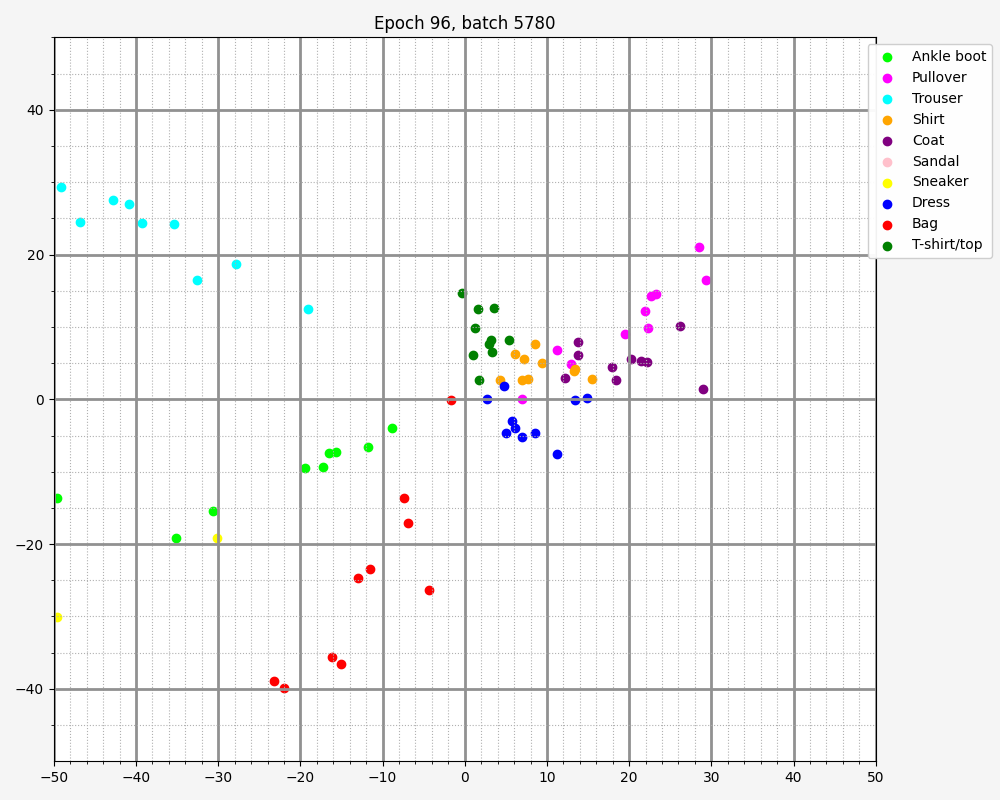 Epoch 96, batch 5780
Ankle boot
Pullover
Trouser
Shirt
Coat
Sandal
Sneaker
Dress
Bag
T-shirt/top
40
20
0
−20
−40
−50 −40 −30 −20 −10 0 10 20 30 40 50